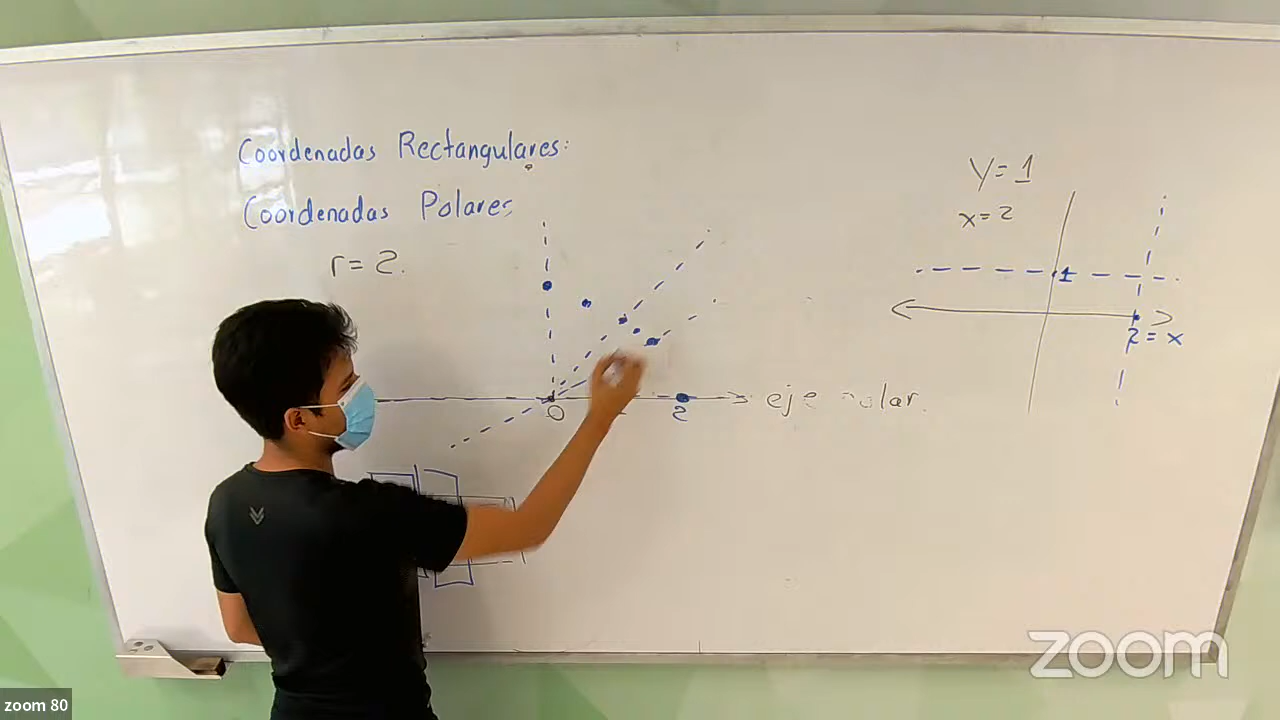 Coordenadas Rectangulares:
Coordenadas Polares
r=2.
0
2
eje
y=1
x=2
1
2=x
zoom
zoom 80